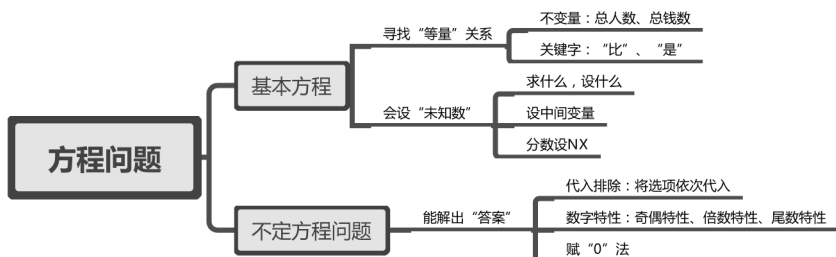 方程问题
基本方程
寻找“等量”关系
不变量：总人数、总钱数
关键字：“比”、“是”
会设“未知数”
求什么，设什么
设中间变量
分数设NX
不定方程问题
能解出“答案”
代入排除：将选项依次代入
数字特性：奇偶特性、倍数特性、尾数特性
赋“0”法